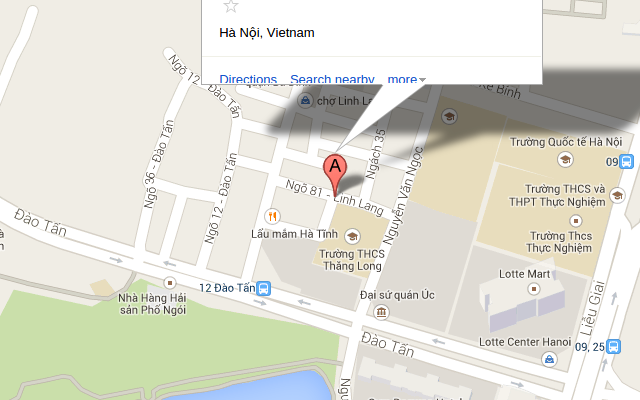 Hà Nội, Vietnam
Directions
Search nearby
more
Ngõ 12 - Đào Tấn
chợ Linh Lang
Kế Bính
Trường Quốc tế Hà Nội
09
Ngách 35
A
Ngõ 36 - Đào Tấn
Ngõ 12 - Đào Tấn
Ngõ 81 - Linh Lang
Nguyễn Văn Ngọc
Trường THCS và
THPT Thực Nghiệm
Đào Tấn
Lẩu mắm Hà Tĩnh
Trường THCS
Thăng Long
Trường Thcs
Thực Nghiệm
Lotte Mart
12 Đào Tấn
Nhà Hàng Hải
sản Phố Ngói
Đại sứ quán Úc
Liễu Giai
Đào Tấn
Lotte Center Hanoi
09, 25